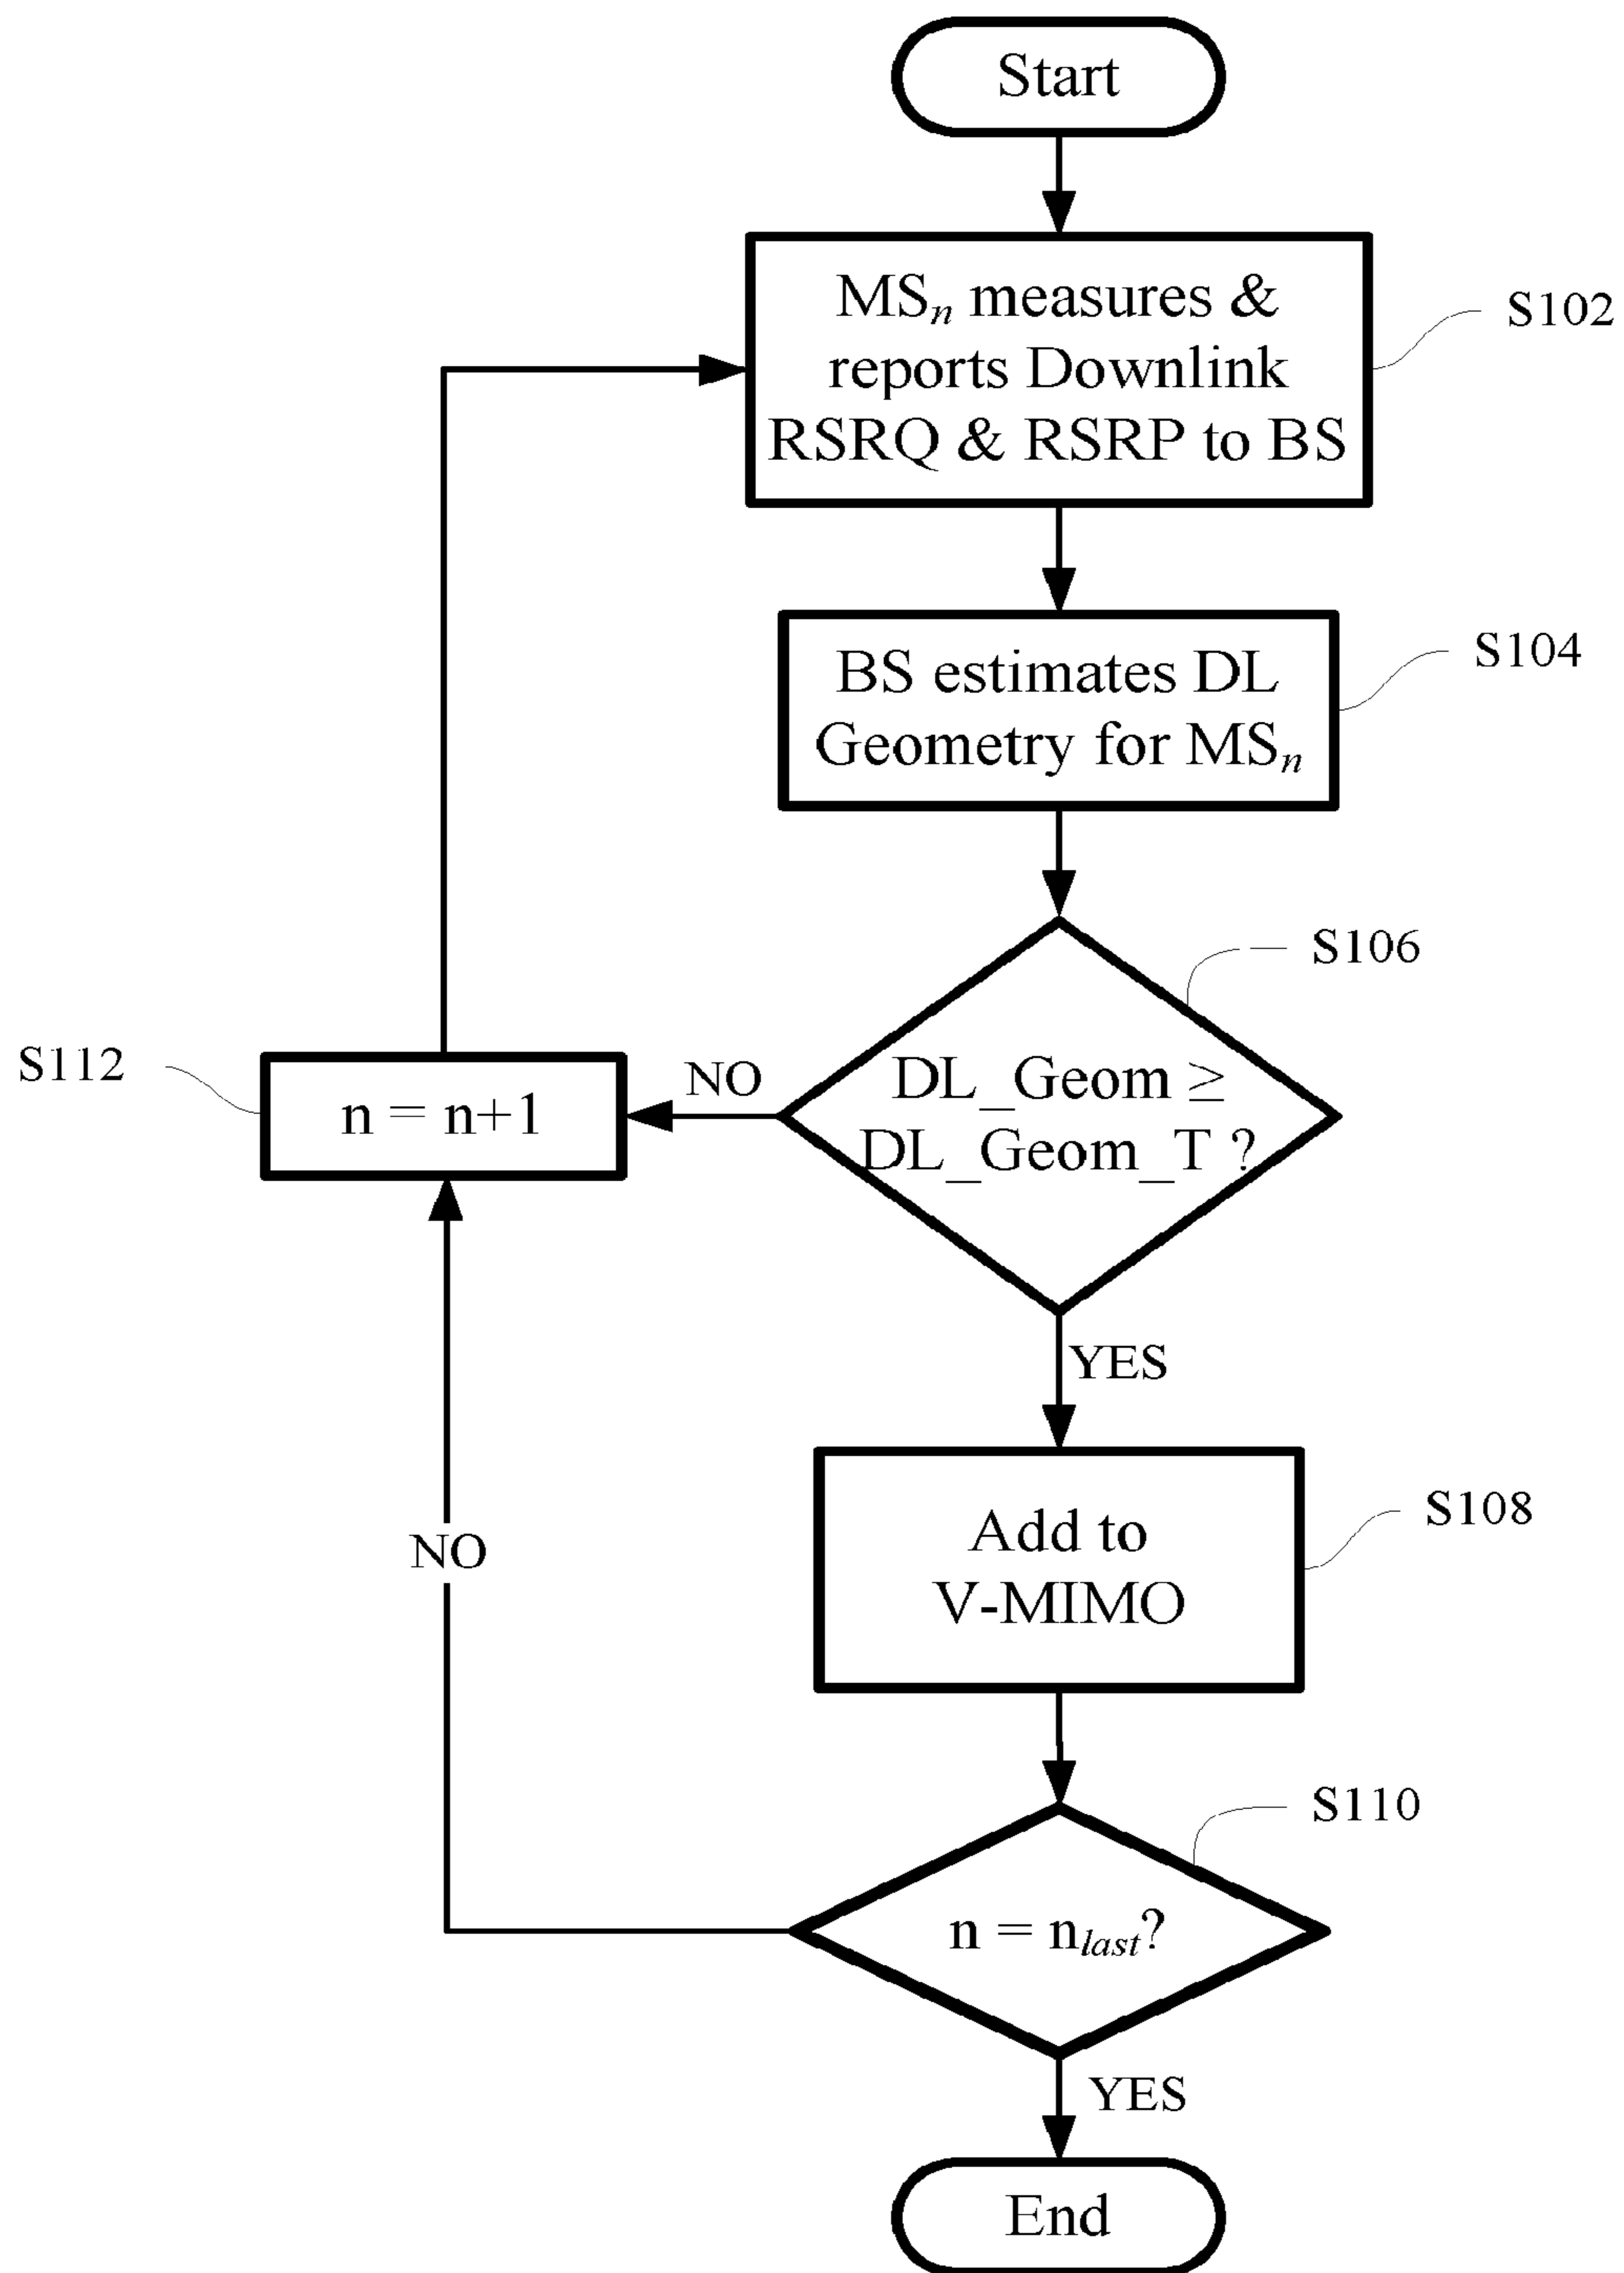 Start
MSn measures &
reports Downlink
RSRQ & RSRP to BS
S102
BS estimates DL
Geometry for MSn
S104
S106
DL_Geom ≥
DL_Geom_T ?
NO
S112
n = n+1
YES
Add to
V-MIMO
S108
NO
S110
n = nlast?
YES
End